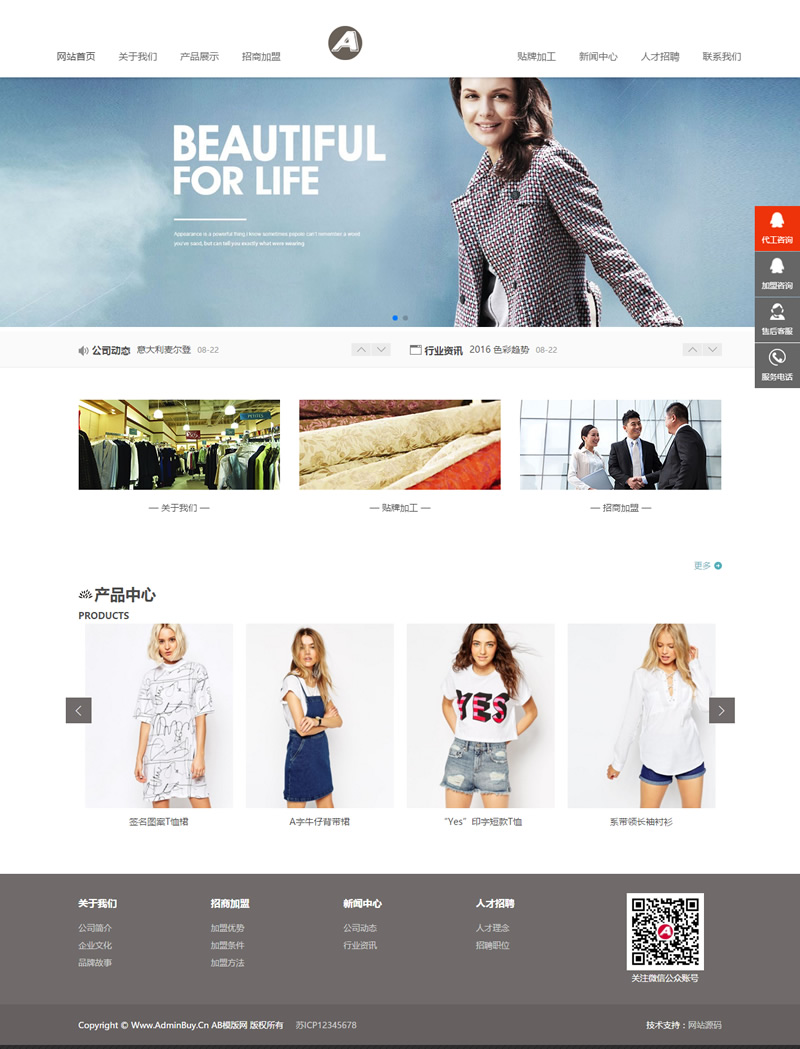 网站首页 关于我们 产品展示 招商加盟 A 贴牌加工 新闻中心 人才招聘 联系我们
BEAUTIFUL
FOR LIFE
Appearance is a powerful thing I know sometimes people can't remember a word
you've said, but can tell you exactly what were wearing
代工咨询
加盟咨询
售后客服
服务电话
公司动态 意大利麦尔登 08-22 行业资讯 2016 色彩趋势 08-22
— 关于我们 — — 贴牌加工 — — 招商加盟 —
更多
产品中心
PRODUCTS
YES
签名图案T恤裙 A字牛仔背带裙 “Yes”印字短款T恤 系带领长袖衬衫
关于我们 招商加盟 新闻中心 人才招聘
公司简介 加盟优势 公司动态 人才理念
企业文化 加盟条件 行业资讯 招聘职位
品牌故事 加盟方法
关注微信公众账号
Copyright © Www.AdminBuy.Cn AB模版网 版权所有 苏ICP12345678 技术支持：网站源码